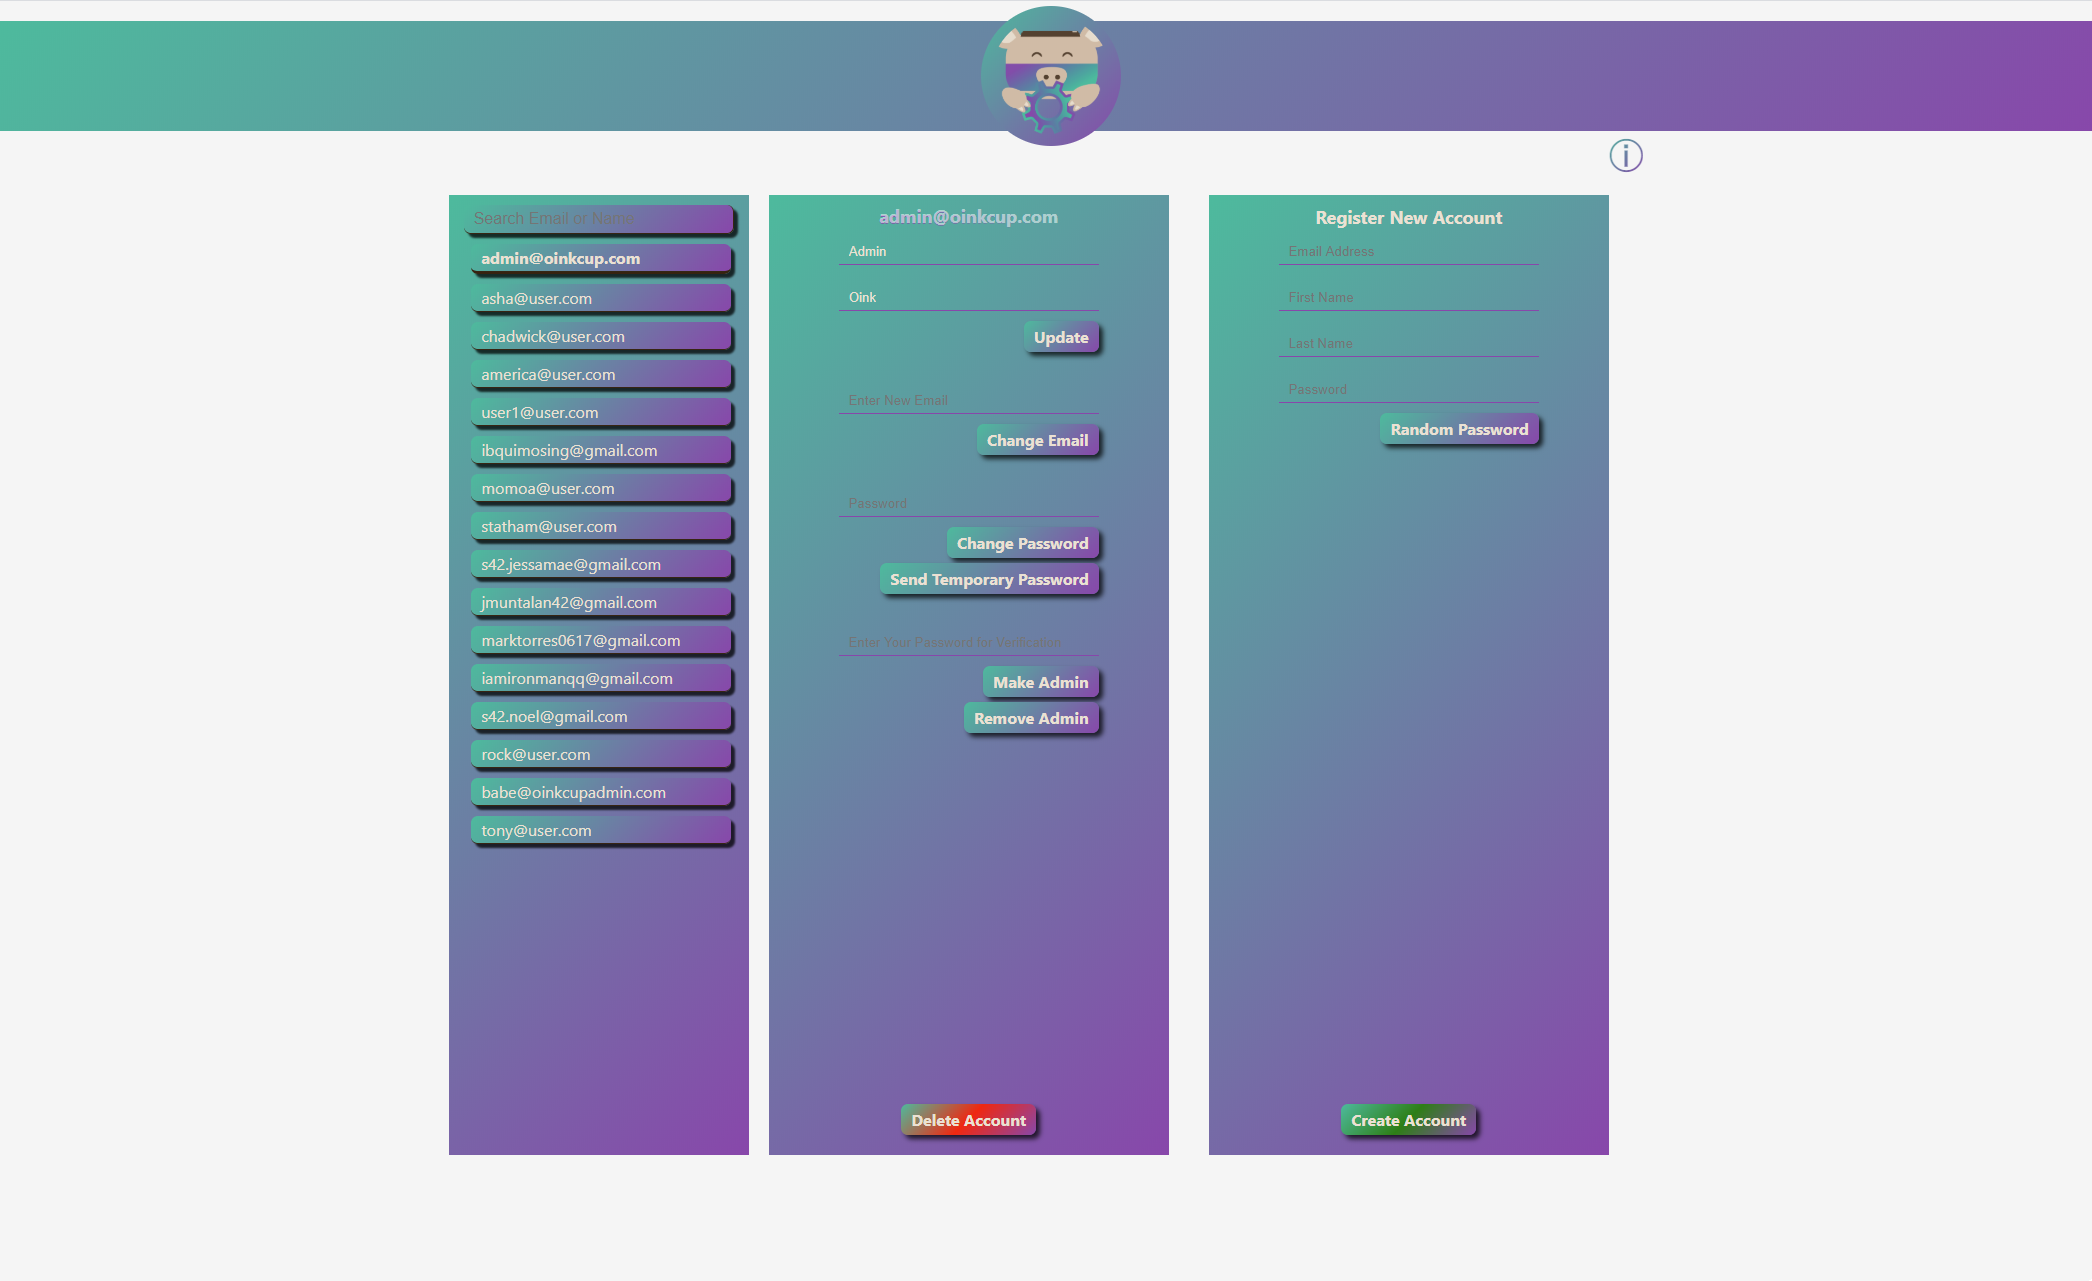 Search Email or Name
admin@oinkcup.com
asha@user.com
chadwick@user.com
america@user.com
user1@user.com
ibquimosing@gmail.com
momoa@user.com
statham@user.com
s42.jessamae@gmail.com
jmuntalan42@gmail.com
marktorres0617@gmail.com
iamironmanqq@gmail.com
s42.noel@gmail.com
rock@user.com
babe@oinkcupadmin.com
tony@user.com
admin@oinkcup.com
Admin
Oink
Update
Enter New Email
Change Email
Password
Change Password
Send Temporary Password
Enter Your Password for Verification
Make Admin
Remove Admin
Delete Account
Register New Account
Email Address
First Name
Last Name
Password
Random Password
Create Account